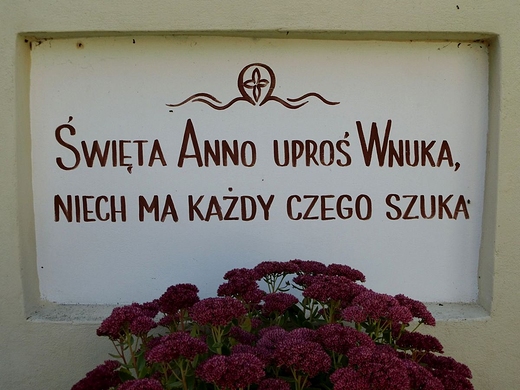 Święta Anno uproś Wnuka,
niech ma każdy czego szuka.